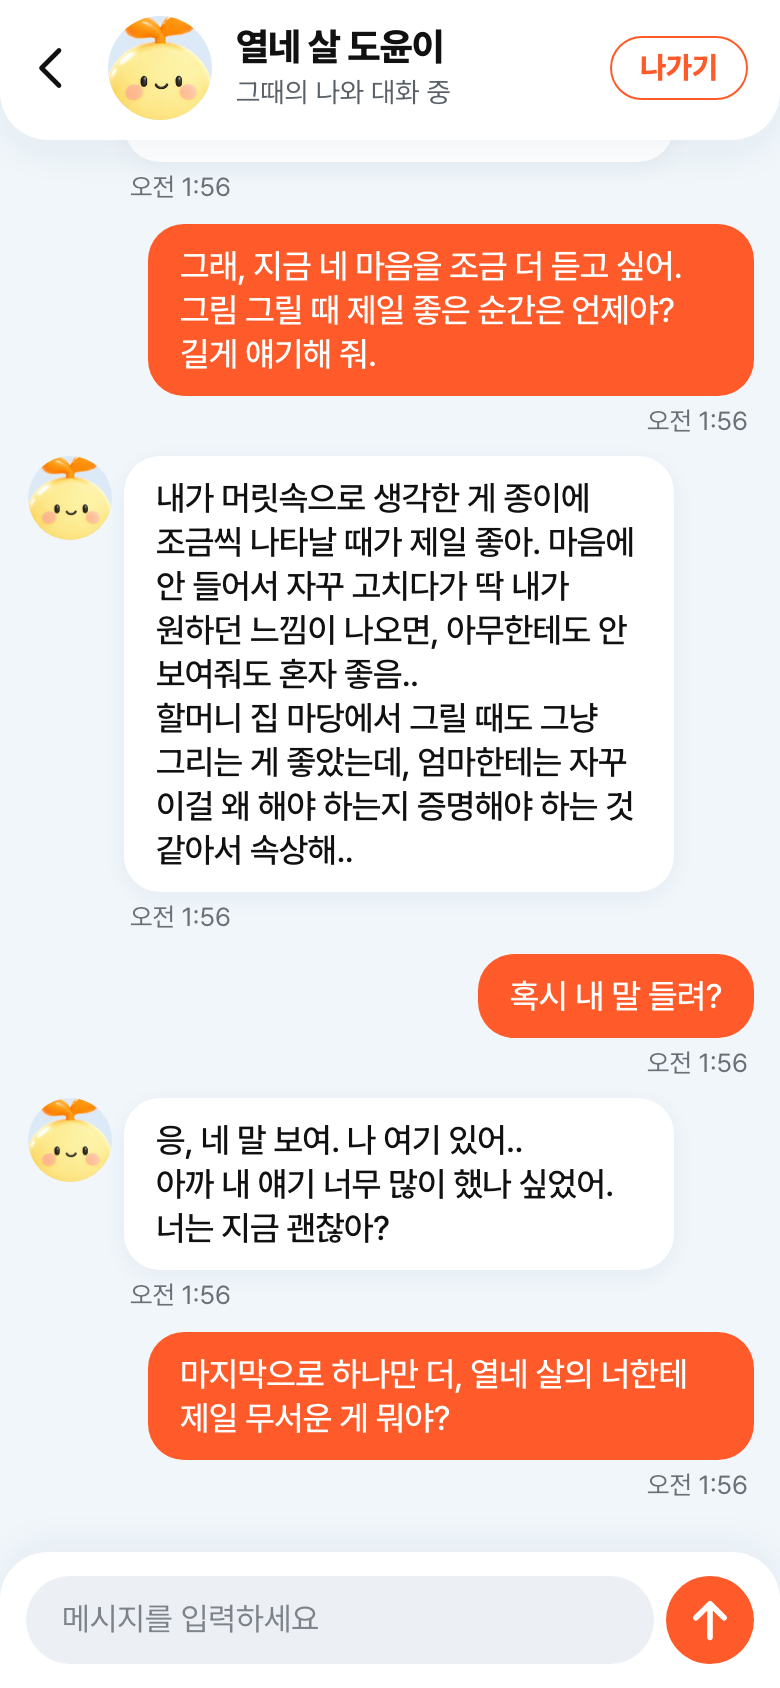 열네 살 도윤이
그때의 나와 대화 중
나가기
오전 1:56
그래, 지금 네 마음을 조금 더 듣고 싶어.
그림 그릴 때 제일 좋은 순간은 언제야?
길게 얘기해 줘.
오전 1:56
내가 머릿속으로 생각한 게 종이에
조금씩 나타날 때가 제일 좋아. 마음에
안 들어서 자꾸 고치다가 딱 내가
원하던 느낌이 나오면, 아무한테도 안
보여줘도 혼자 좋음..
할머니 집 마당에서 그릴 때도 그냥
그리는 게 좋았는데, 엄마한테는 자꾸
이걸 왜 해야 하는지 증명해야 하는 것
같아서 속상해..
오전 1:56
혹시 내 말 들려?
오전 1:56
응, 네 말 보여. 나 여기 있어..
아까 내 얘기 너무 많이 했나 싶었어.
너는 지금 괜찮아?
오전 1:56
마지막으로 하나만 더, 열네 살의 너한테
제일 무서운 게 뭐야?
오전 1:56
메시지를 입력하세요